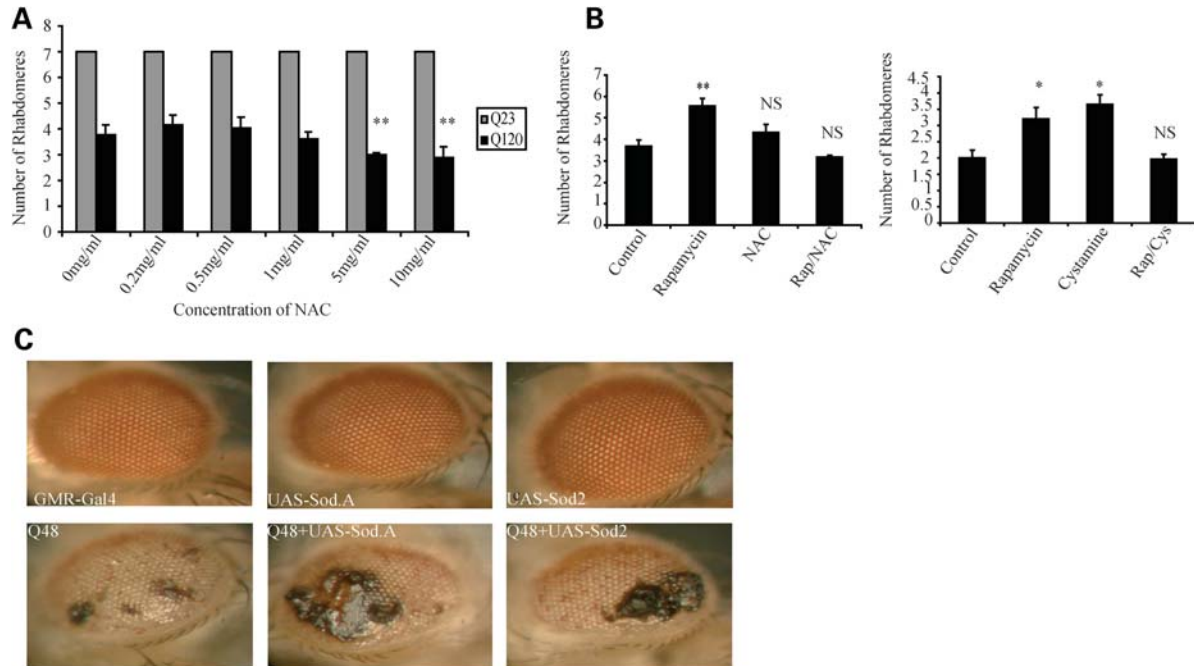 A
Number of Rhabdomeres
8
7
6
5
4
3
2
1
0
** **
Q23
Q120
0mg/ml
0.2mg/ml
0.5mg/ml
1mg/ml
5mg/ml
10mg/ml
Concentration of NAC
B
Number of Rhabdomeres
7
6
5
4
3
2
1
0
**
NS
NS
Control
Rapamycin
NAC
Rap/NAC
Number of Rhabdomeres
4.5
4
3.5
3
2.5
2
1.5
1
0.5
0
*
*
NS
Control
Rapamycin
Cystamine
Rap/Cys
C
GMR-Gal4
UAS-Sod.A
UAS-Sod2
Q48
Q48+UAS-Sod.A
Q48+UAS-Sod2